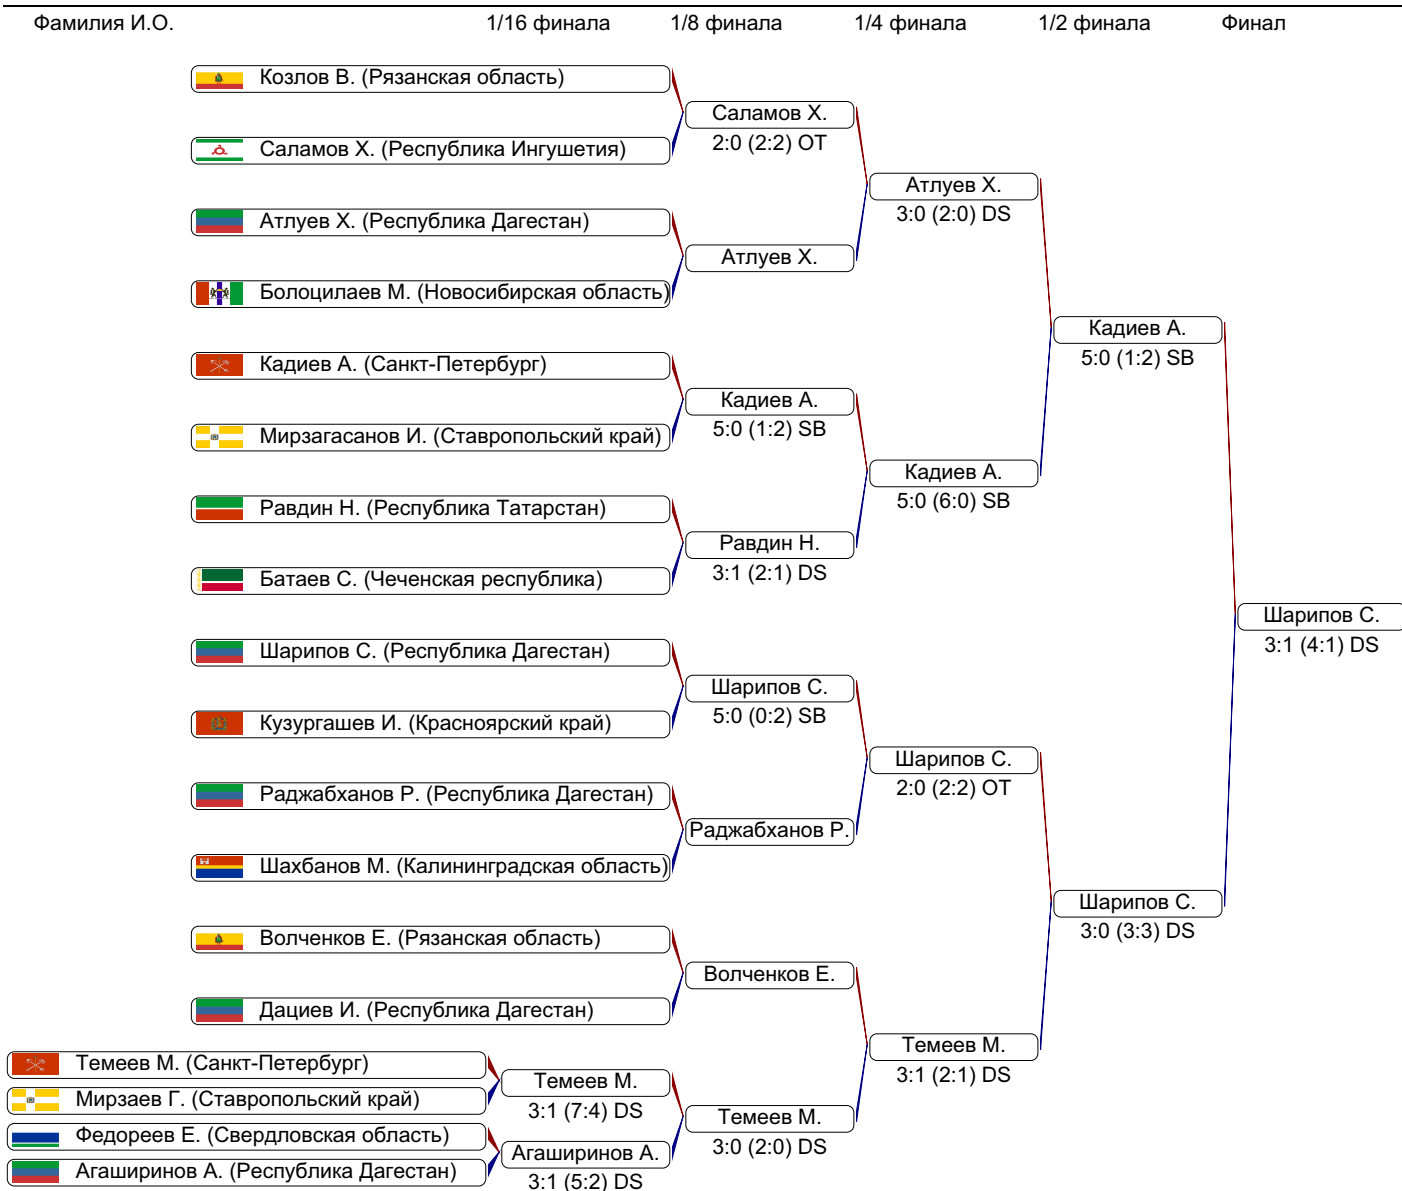 Фамилия И.О. 1/16 финала 1/8 финала 1/4 финала 1/2 финала Финал
Козлов В. (Рязанская область)
Саламов Х.
2:0 (2:2) OT
Саламов Х. (Республика Ингушетия)
Атлуев Х.
3:0 (2:0) DS
Атлуев Х. (Республика Дагестан)
Атлуев Х.
Болоцилаев М. (Новосибирская область)
Кадиев А.
5:0 (1:2) SB
Кадиев А. (Санкт-Петербург)
Кадиев А.
5:0 (1:2) SB
Мирзагасанов И. (Ставропольский край)
Кадиев А.
5:0 (6:0) SB
Равдин Н. (Республика Татарстан)
Равдин Н.
3:1 (2:1) DS
Батаев С. (Чеченская республика)
Шарипов С.
3:1 (4:1) DS
Шарипов С. (Республика Дагестан)
Шарипов С.
5:0 (0:2) SB
Кузургашев И. (Красноярский край)
Шарипов С.
2:0 (2:2) OT
Раджабханов Р. (Республика Дагестан)
Раджабханов Р.
Шахбанов М. (Калининградская область)
Шарипов С.
3:0 (3:3) DS
Волченков Е. (Рязанская область)
Волченков Е.
Дациев И. (Республика Дагестан)
Темеев М.
3:1 (2:1) DS
Темеев М. (Санкт-Петербург)
Темеев М.
3:1 (7:4) DS
Мирзаев Г. (Ставропольский край)
Темеев М.
3:0 (2:0) DS
Федореев Е. (Свердловская область)
Агаширинов А.
3:1 (5:2) DS
Агаширинов А. (Республика Дагестан)